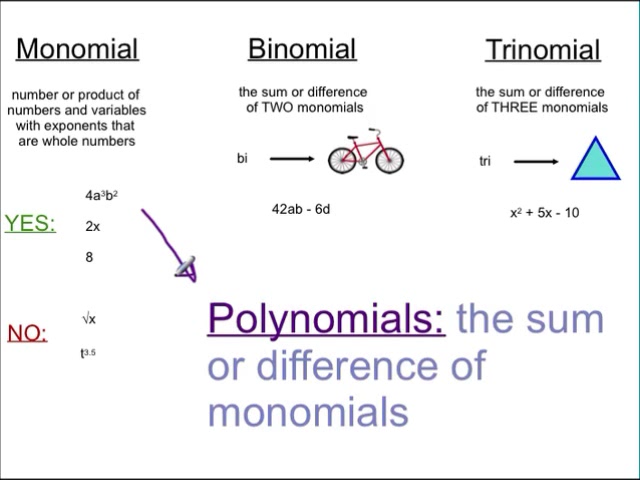 Monomial
number or product of
numbers and variables
with exponents that
are whole numbers
YES:
4a³b²
2x
8
NO:
√x
t³·⁵
Binomial
the sum or difference
of TWO monomials
bi
42ab - 6d
Trinomial
the sum or difference
of THREE monomials
tri
x² + 5x - 10
Polynomials: the sum
or difference of
monomials